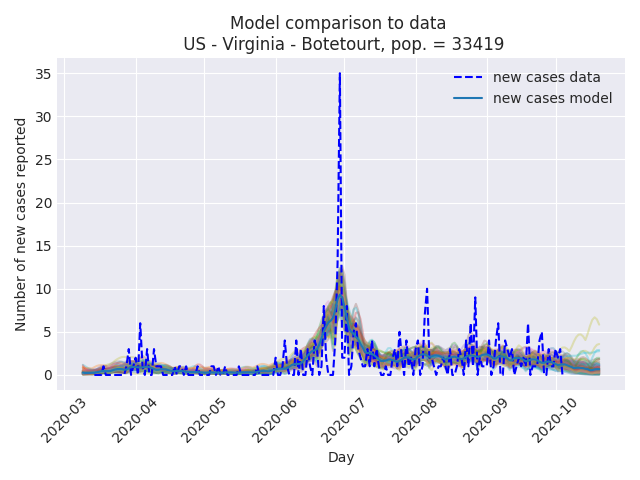 Model comparison to data
US - Virginia - Botetourt, pop. = 33419
new cases data
new cases model
Number of new cases reported
35
30
25
20
15
10
5
0
2020-03
2020-04
2020-05
2020-06
2020-07
2020-08
2020-09
2020-10
Day